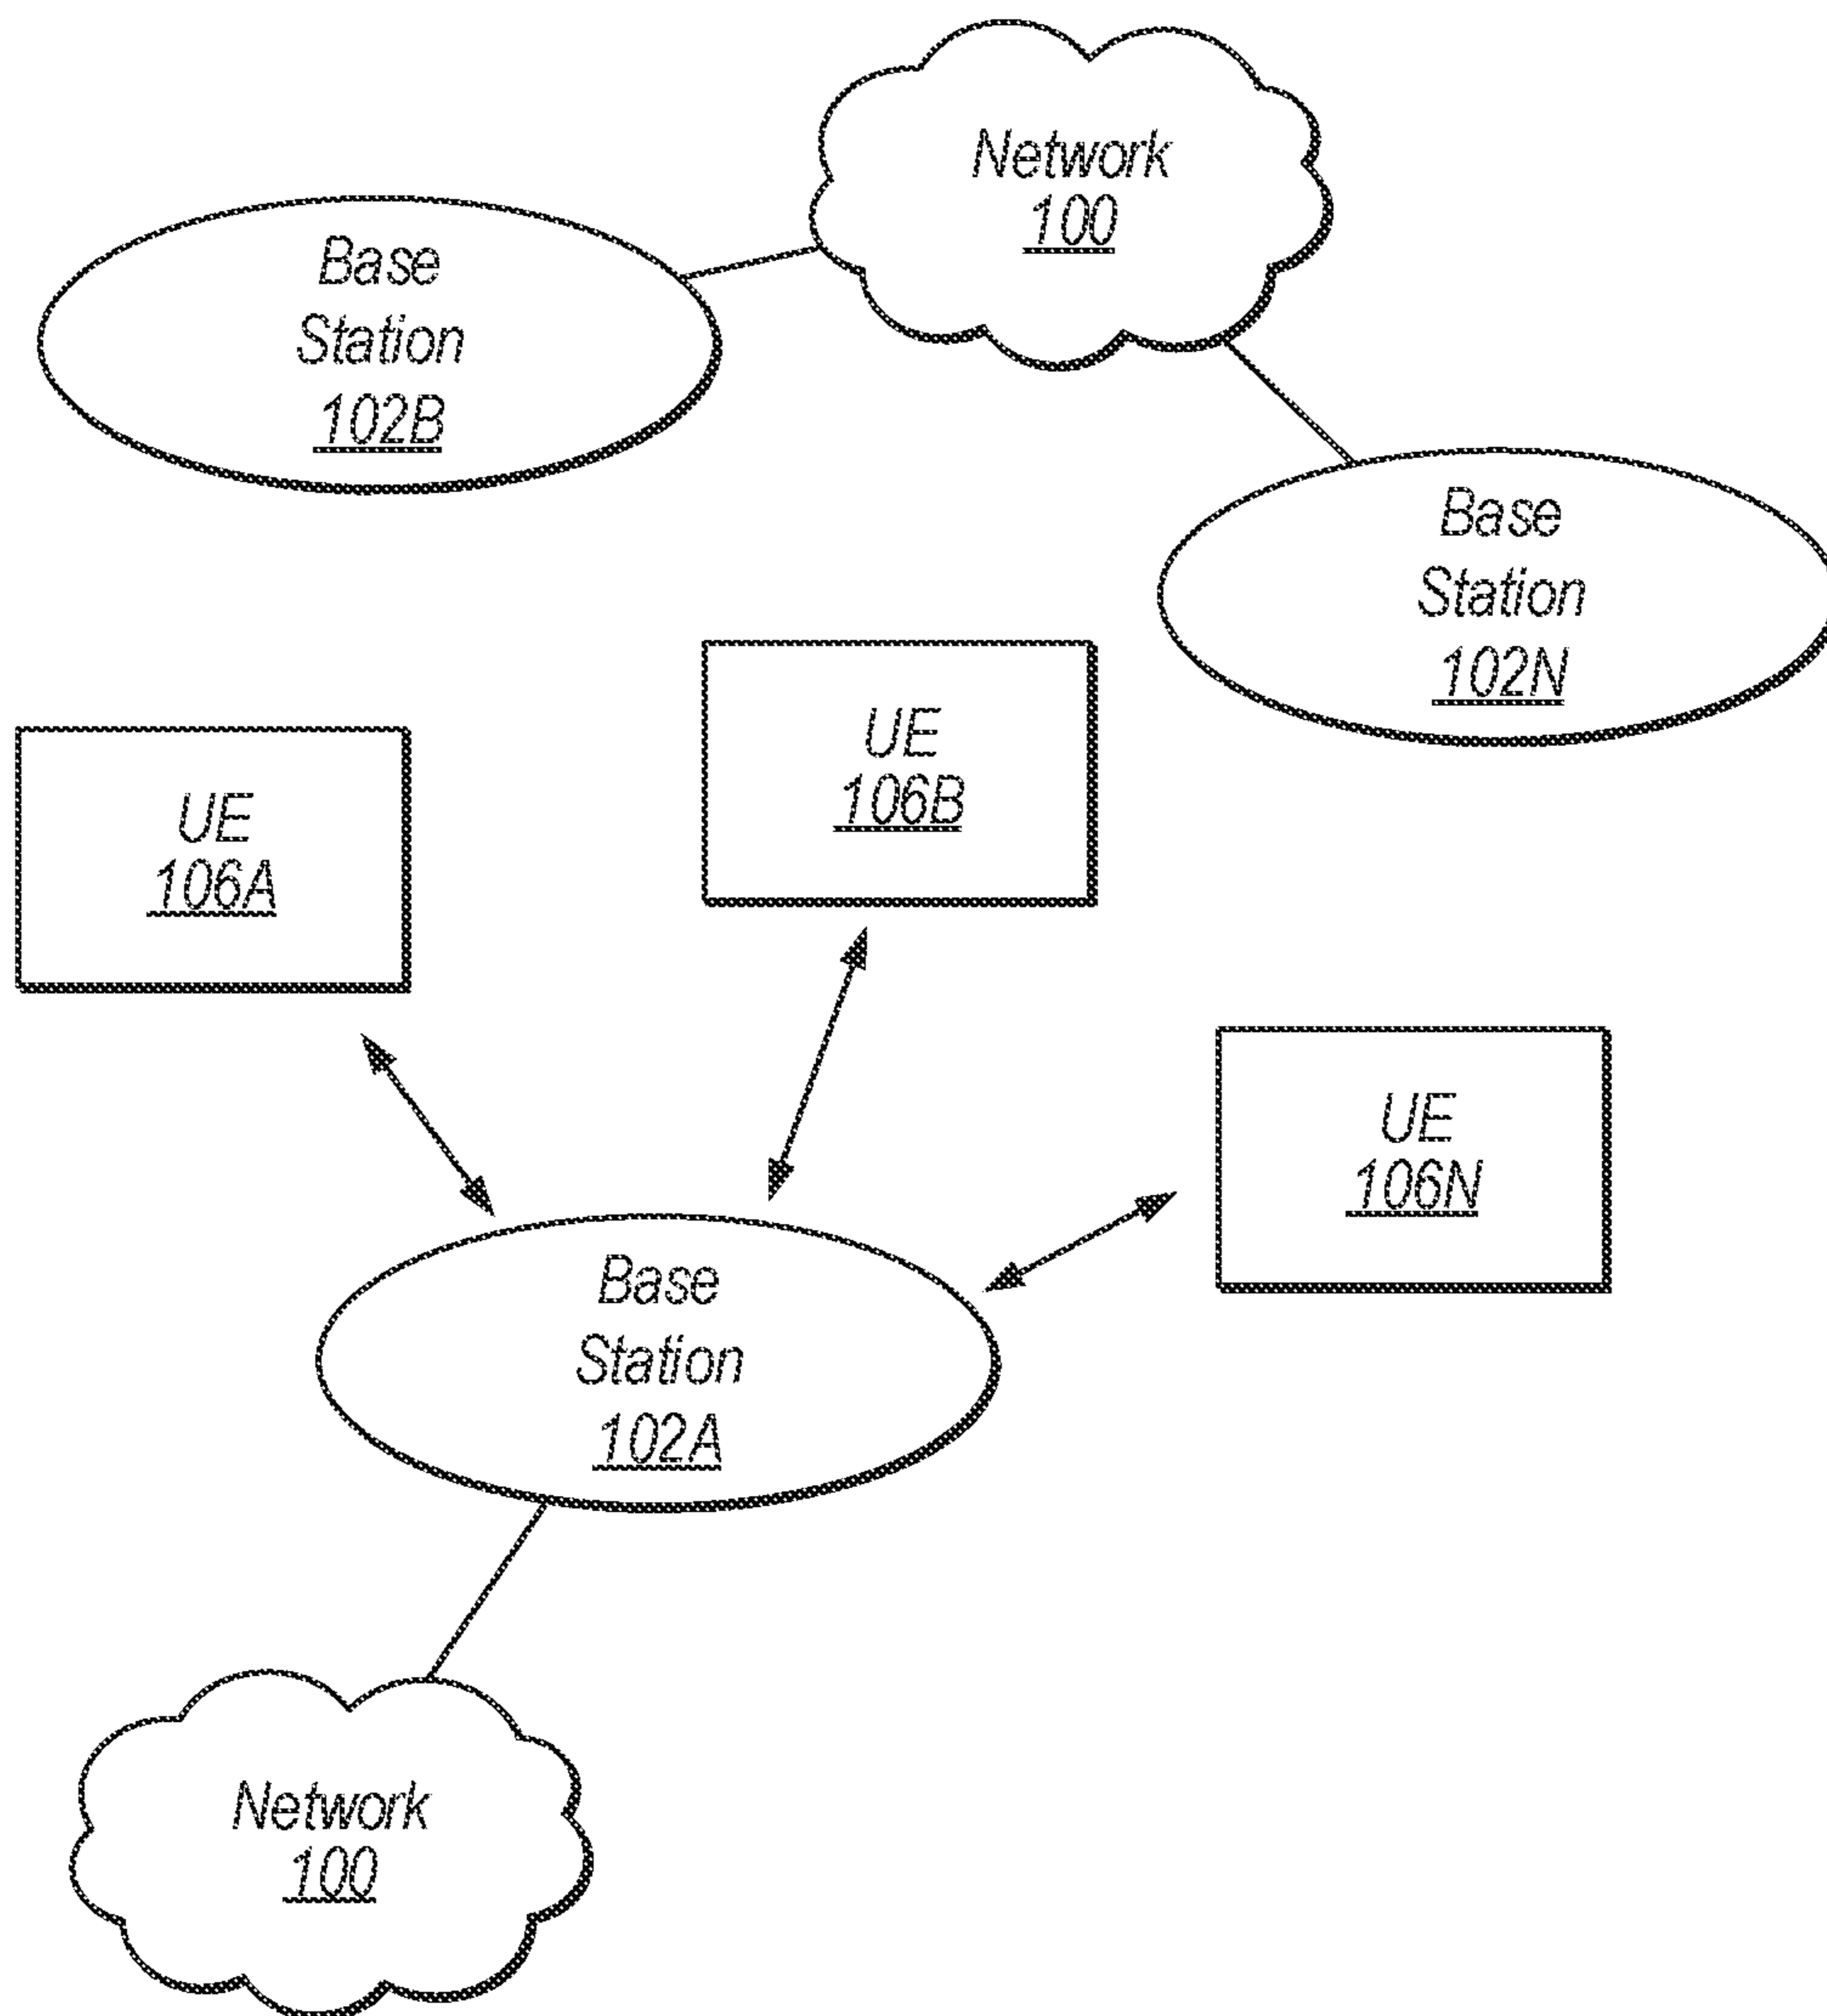 Network
100
Base
Station
102B
Base
Station
102N
UE
106B
UE
106A
UE
106N
Base
Station
102A
Network
100